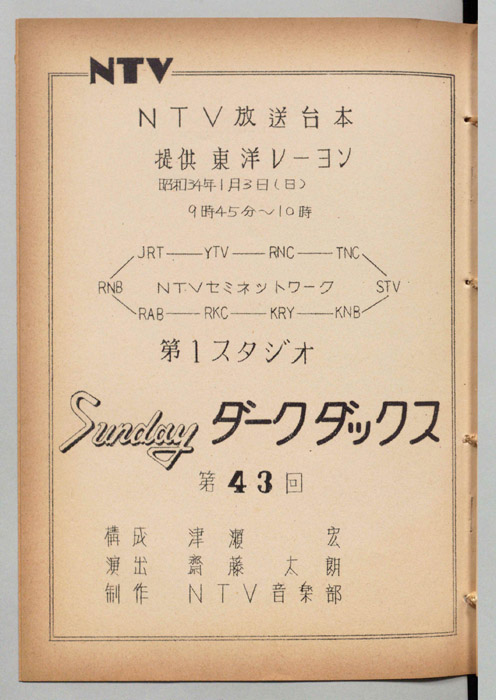 NTV
NTV放送台本
提供 東洋レーヨン
昭和34年1月3日(日)
9時45分～10時
JRT――YTV――RNC――TNC
RNB NTVセミネットワーク STV
RAB――RKC――KRY――KNB
第1スタジオ
Sunday ダークダックス
第43回
構成 津瀬 宏
演出 齋藤太朗
制作 NTV音楽部